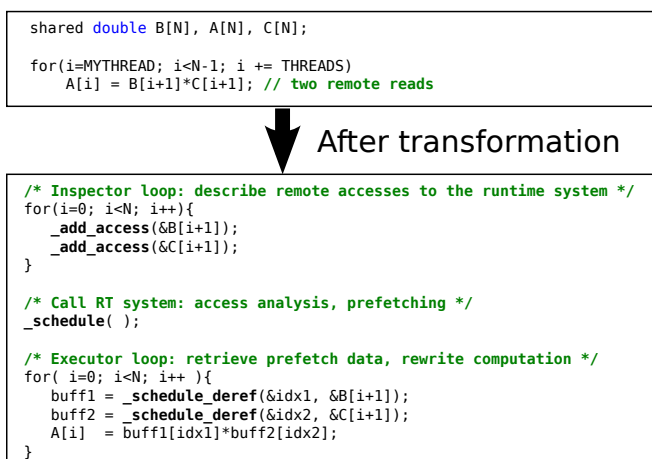 shared double B[N], A[N], C[N];
for(i=MYTHREAD; i<N-1; i += THREADS)
A[i] = B[i+1]*C[i+1]; // two remote reads
After transformation
/* Inspector loop: describe remote accesses to the runtime system */
for(i=0; i<N; i++){
_add_access(&B[i+1]);
_add_access(&C[i+1]);
}
/* Call RT system: access analysis, prefetching */
_schedule( );
/* Executor loop: retrieve prefetch data, rewrite computation */
for( i=0; i<N; i++ ){
buff1 = _schedule_deref(&idx1, &B[i+1]);
buff2 = _schedule_deref(&idx2, &C[i+1]);
A[i]  = buff1[idx1]*buff2[idx2];
}